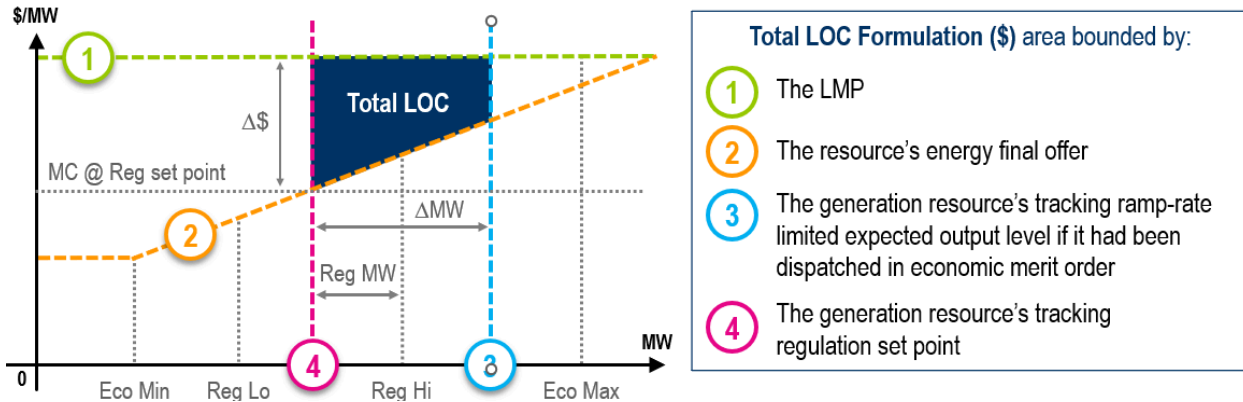 $/MW
1
Total LOC
Δ$
MC @ Reg set point
2
ΔMW
Reg MW
4
3
MW
0
Eco Min
Reg Lo
Reg Hi
Eco Max
Total LOC Formulation ($) area bounded by:
1
The LMP
2
The resource's energy final offer
3
The generation resource's tracking ramp-rate
limited expected output level if it had been
dispatched in economic merit order
4
The generation resource's tracking
regulation set point